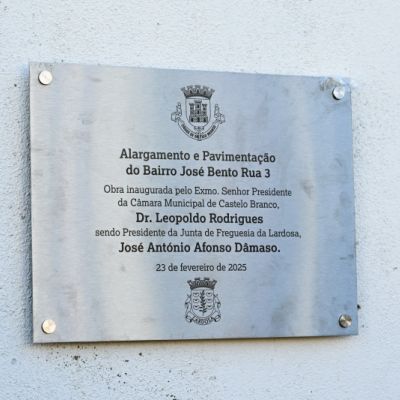 Alargamento e Pavimentação
do Bairro José Bento Rua 3
Obra inaugurada pelo Exmo. Senhor Presidente
da Câmara Municipal de Castelo Branco,
Dr. Leopoldo Rodrigues
sendo Presidente da Junta de Freguesia da Lardosa,
José António Afonso Dâmaso.
23 de fevereiro de 2025
LARDOSA